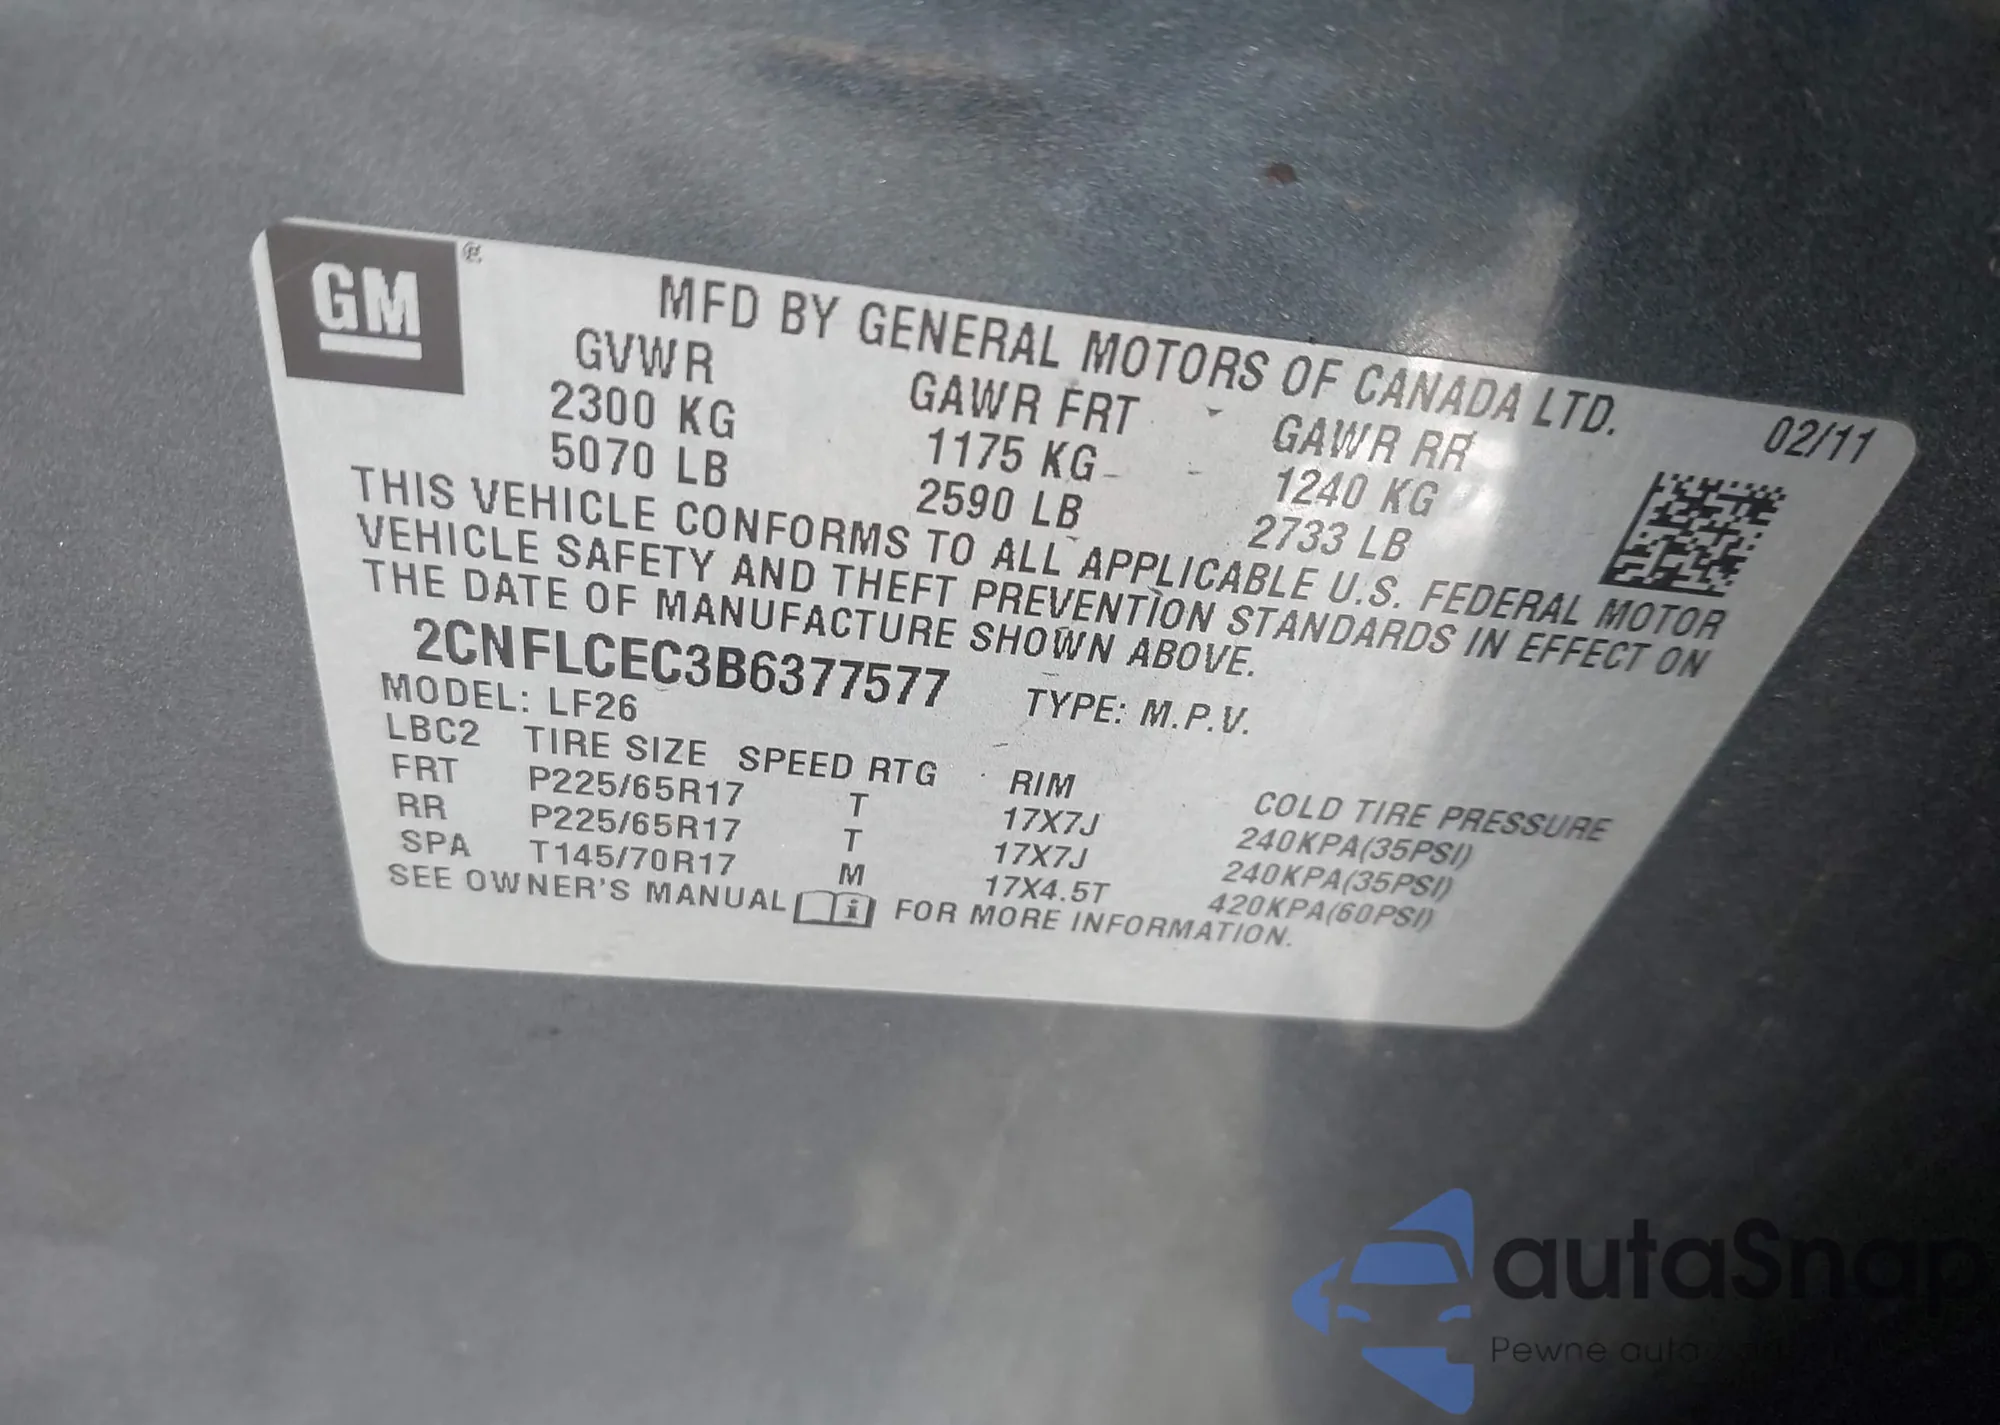 GM
MFD BY GENERAL MOTORS OF CANADA LTD.
GVWR GAWR FRT GAWR RR 02/11
2300 KG 1175 KG 1240 KG
5070 LB 2590 LB 2733 LB
THIS VEHICLE CONFORMS TO ALL APPLICABLE U.S. FEDERAL MOTOR
VEHICLE SAFETY AND THEFT PREVENTION STANDARDS IN EFFECT ON
THE DATE OF MANUFACTURE SHOWN ABOVE.
2CNFLCEC3B6377577 TYPE: M.P.V.
MODEL: LF26
LBC2 TIRE SIZE SPEED RTG RIM COLD TIRE PRESSURE
FRT P225/65R17 T 17X7J 240KPA(35PSI)
RR P225/65R17 T 17X7J 240KPA(35PSI)
SPA T145/70R17 M 17X4.5T 420KPA(60PSI)
SEE OWNER'S MANUAL FOR MORE INFORMATION.
autaSnap
Pewne auta